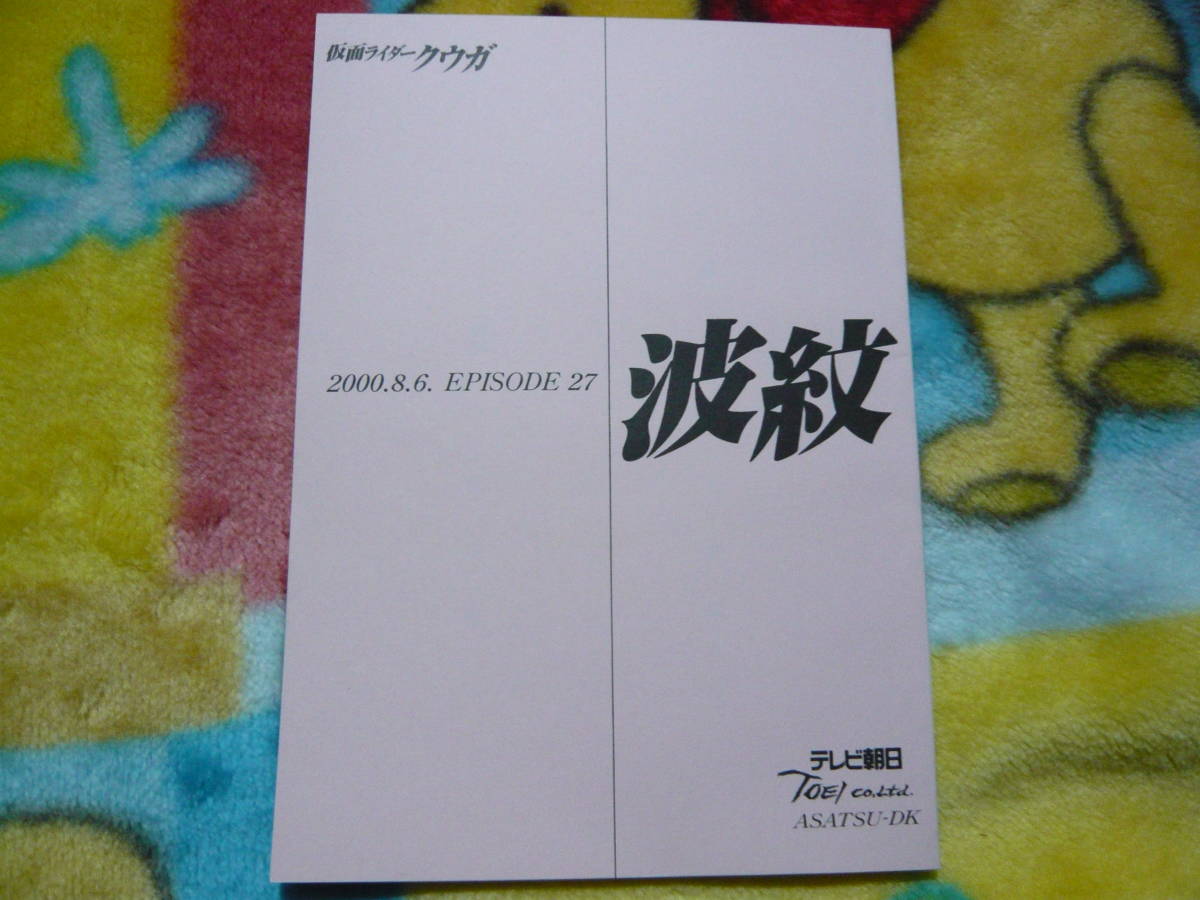 仮面ライダークウガ
2000.8.6. EPISODE 27
波紋
テレビ朝日
TOEI CO.,Ltd.
ASATSU-DK